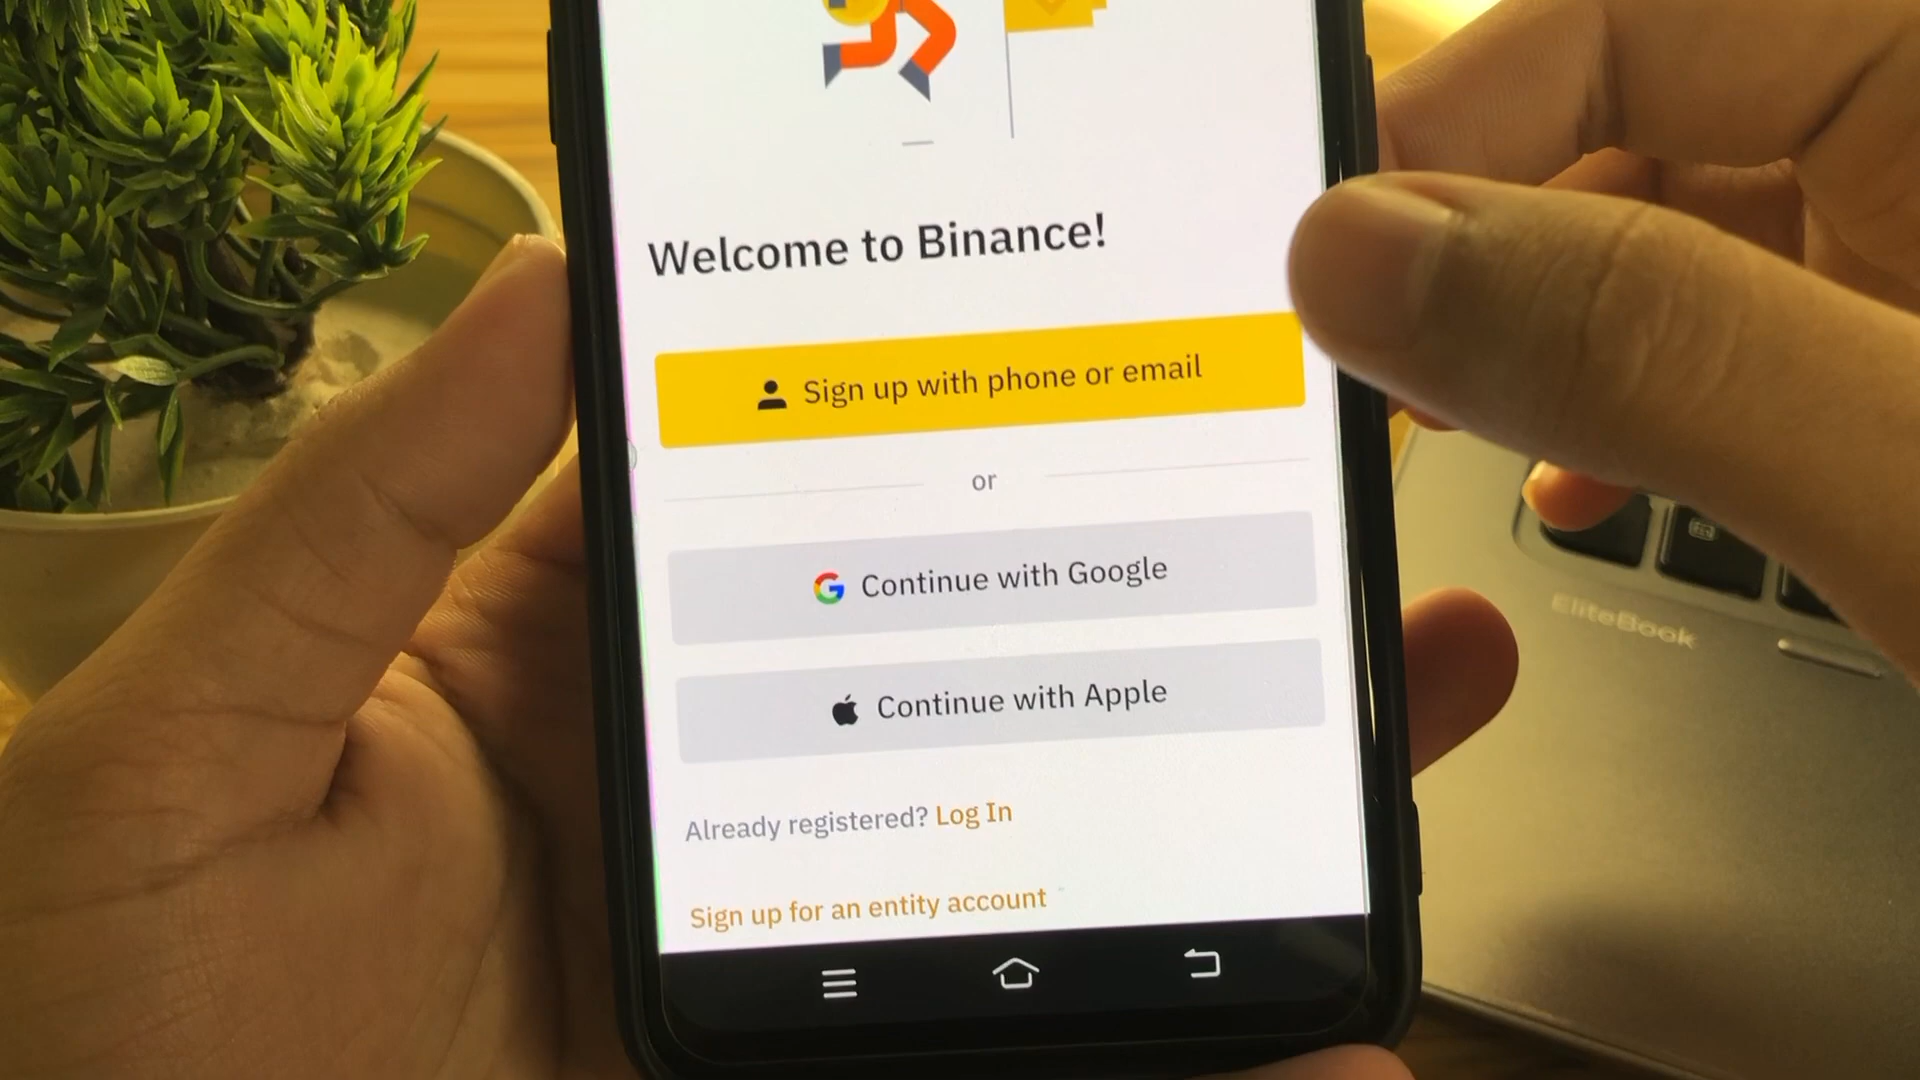 Welcome to Binance!
Sign up with phone or email
or
Continue with Google
Continue with Apple
Already registered? Log In
Sign up for an entity account
EliteBook